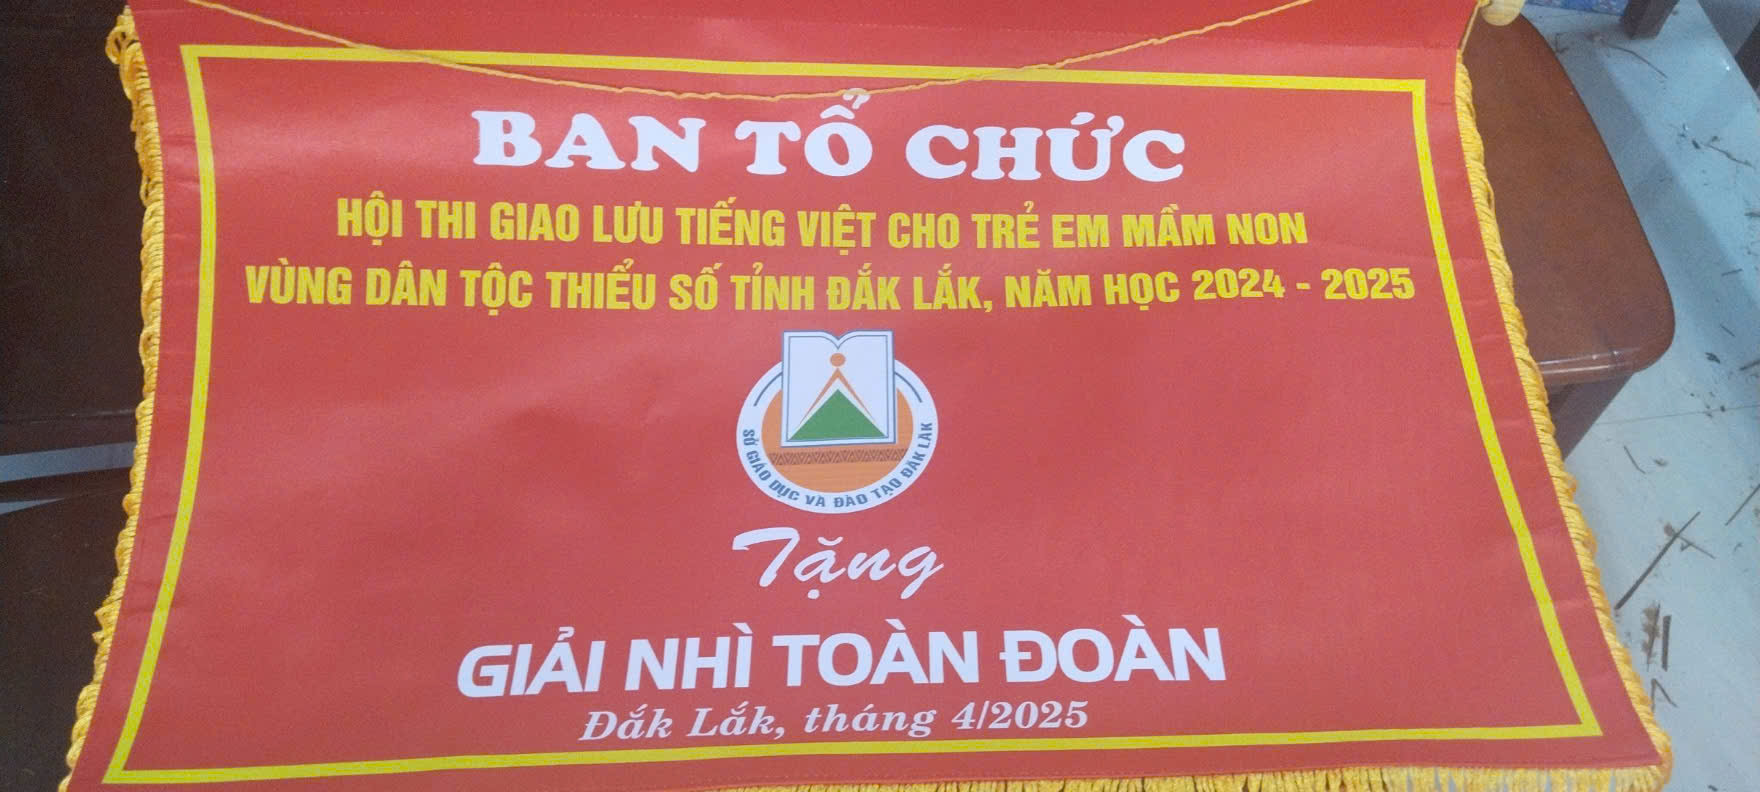 BAN TỔ CHỨC
HỘI THI GIAO LƯU TIẾNG VIỆT CHO TRẺ EM MẦM NON
VÙNG DÂN TỘC THIỂU SỐ TỈNH ĐẮK LẮK, NĂM HỌC 2024 - 2025
SỞ GIÁO DỤC VÀ ĐÀO TẠO ĐẮK LẮK
Tặng
GIẢI NHÌ TOÀN ĐOÀN
Đắk Lắk, tháng 4/2025